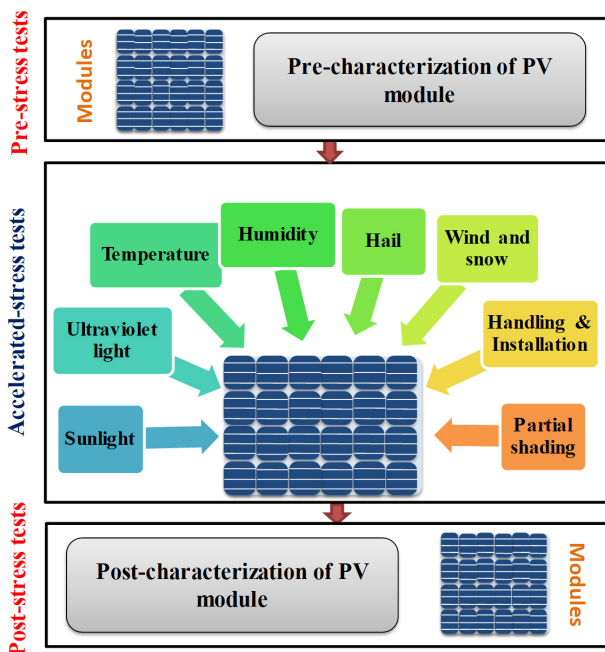 Pre-stress tests
Modules
Pre-characterization of PV
module
Accelerated-stress tests
Temperature
Humidity
Hail
Wind and
snow
Ultraviolet
light
Handling &
Installation
Sunlight
Partial
shading
Post-stress tests
Post-characterization of PV
module
Modules